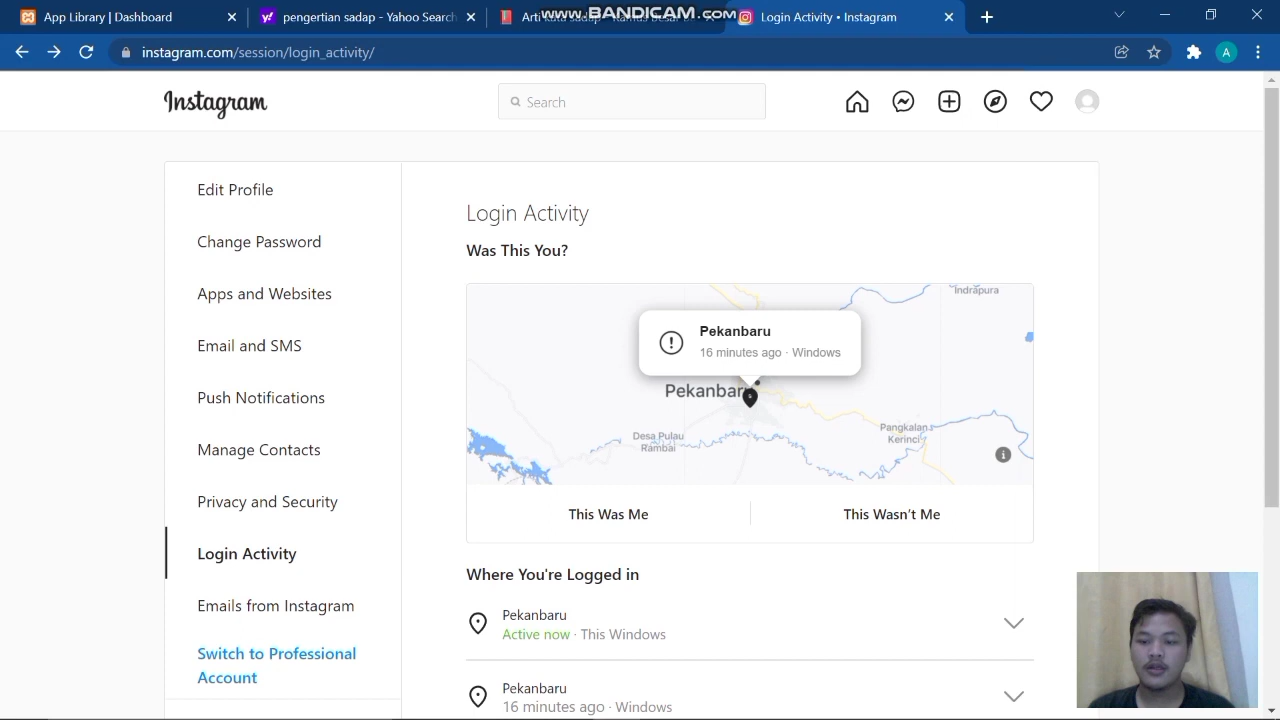 App Library | Dashboard
pengertian sadap - Yahoo Search
www.BANDICAM.com
Login Activity • Instagram
instagram.com/session/login_activity/
A
Instagram
Search
Edit Profile
Change Password
Apps and Websites
Email and SMS
Push Notifications
Manage Contacts
Privacy and Security
Login Activity
Emails from Instagram
Switch to Professional
Account
Login Activity
Was This You?
Indrapura
Pekanbaru
16 minutes ago · Windows
Pekanbaru
Desa Pulau
Rambai
Pangkalan
Kerinci
This Was Me
This Wasn't Me
Where You're Logged in
Pekanbaru
Active now · This Windows
Pekanbaru
16 minutes ago · Windows